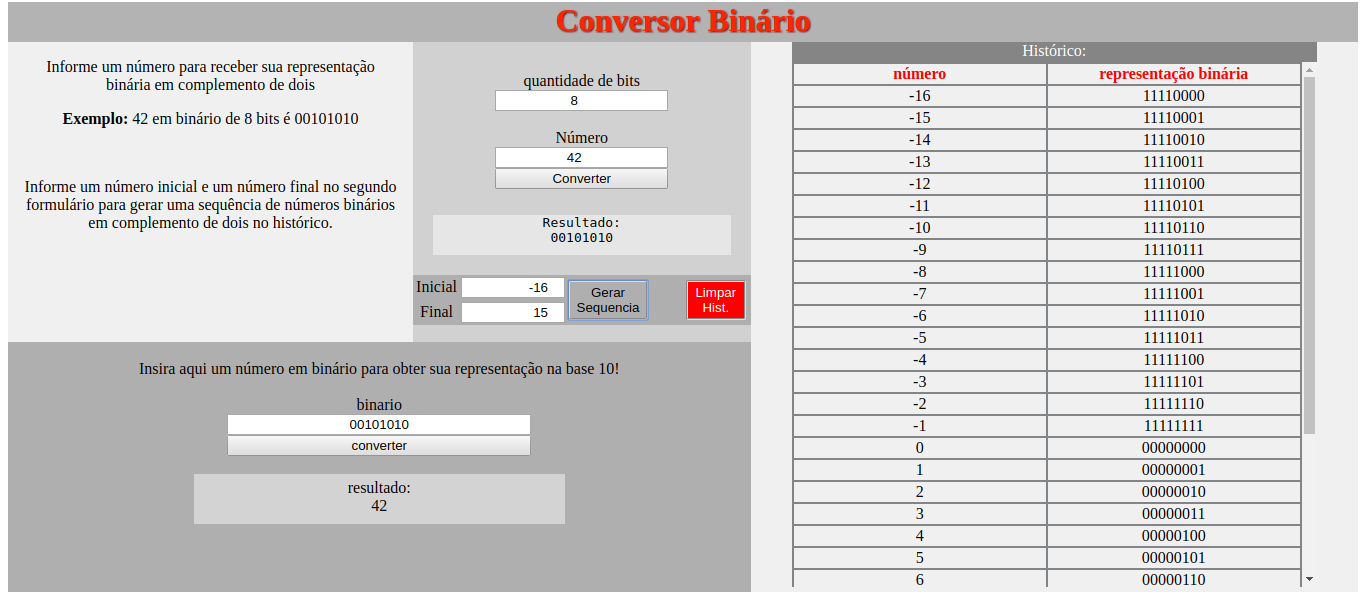 Conversor Binário
Informe um número para receber sua representação
binária em complemento de dois
Exemplo: 42 em binário de 8 bits é 00101010
Informe um número inicial e um número final no segundo
formulário para gerar uma sequência de números binários
em complemento de dois no histórico.
quantidade de bits
8
Número
42
Converter
Resultado:
00101010
Inicial -16
Final 15
Gerar
Sequencia
Limpar
Hist.
Insira aqui um número em binário para obter sua representação na base 10!
binario
00101010
converter
resultado:
42
Histórico:
número representação binária
-16 11110000
-15 11110001
-14 11110010
-13 11110011
-12 11110100
-11 11110101
-10 11110110
-9 11110111
-8 11111000
-7 11111001
-6 11111010
-5 11111011
-4 11111100
-3 11111101
-2 11111110
-1 11111111
0 00000000
1 00000001
2 00000010
3 00000011
4 00000100
5 00000101
6 00000110